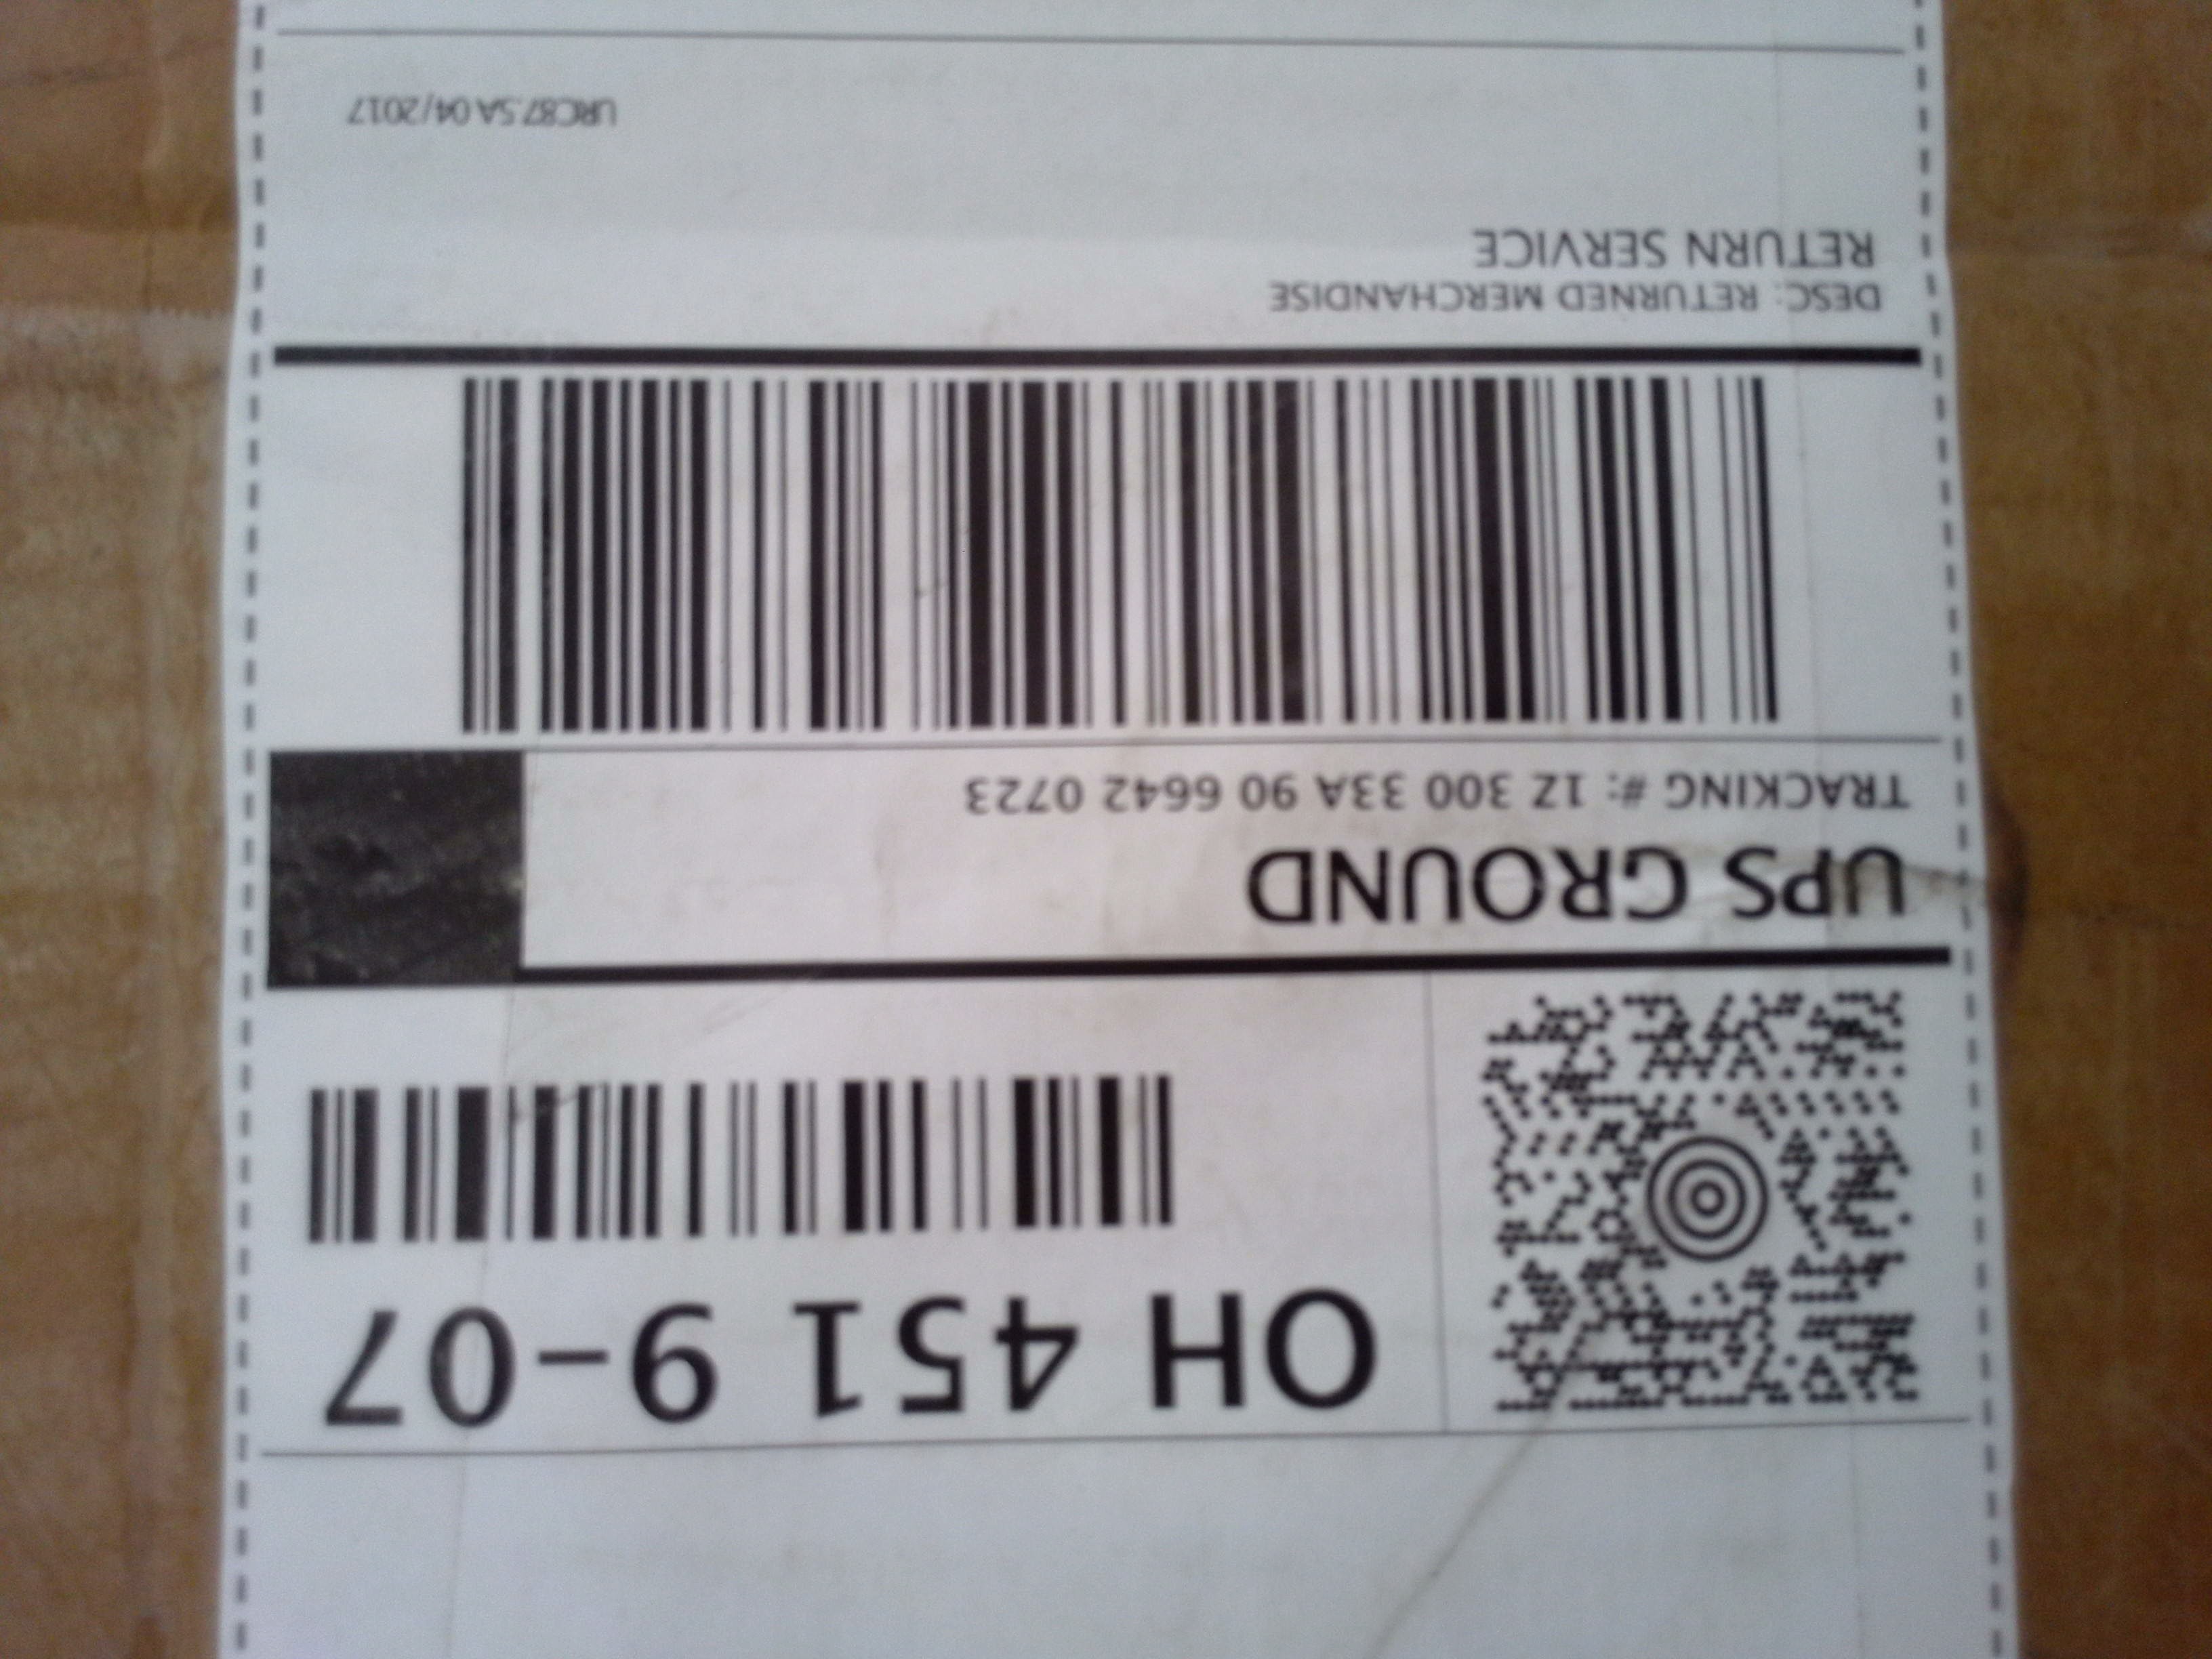 OH 451 9-07
UPS GROUND
TRACKING #: 1Z 300 33A 90 6642 0723
DESC: RETURNED MERCHANDISE
RETURN SERVICE
URC87.5A 04/2017